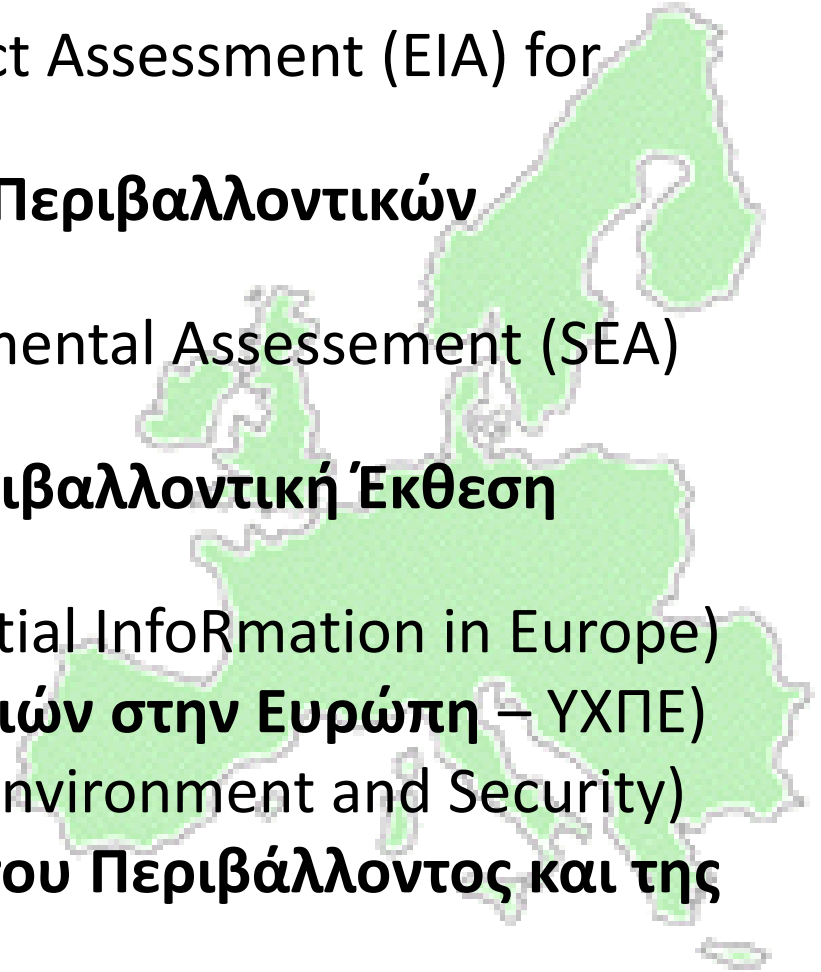 ct Assessment (EIA) for
Περιβαλλοντικών
mental Assessement (SEA)
ιβαλλοντική Έκθεση
tial InfoRmation in Europe)
ιών στην Ευρώπη – ΥΧΠΕ)
nvironment and Security)
του Περιβάλλοντος και της